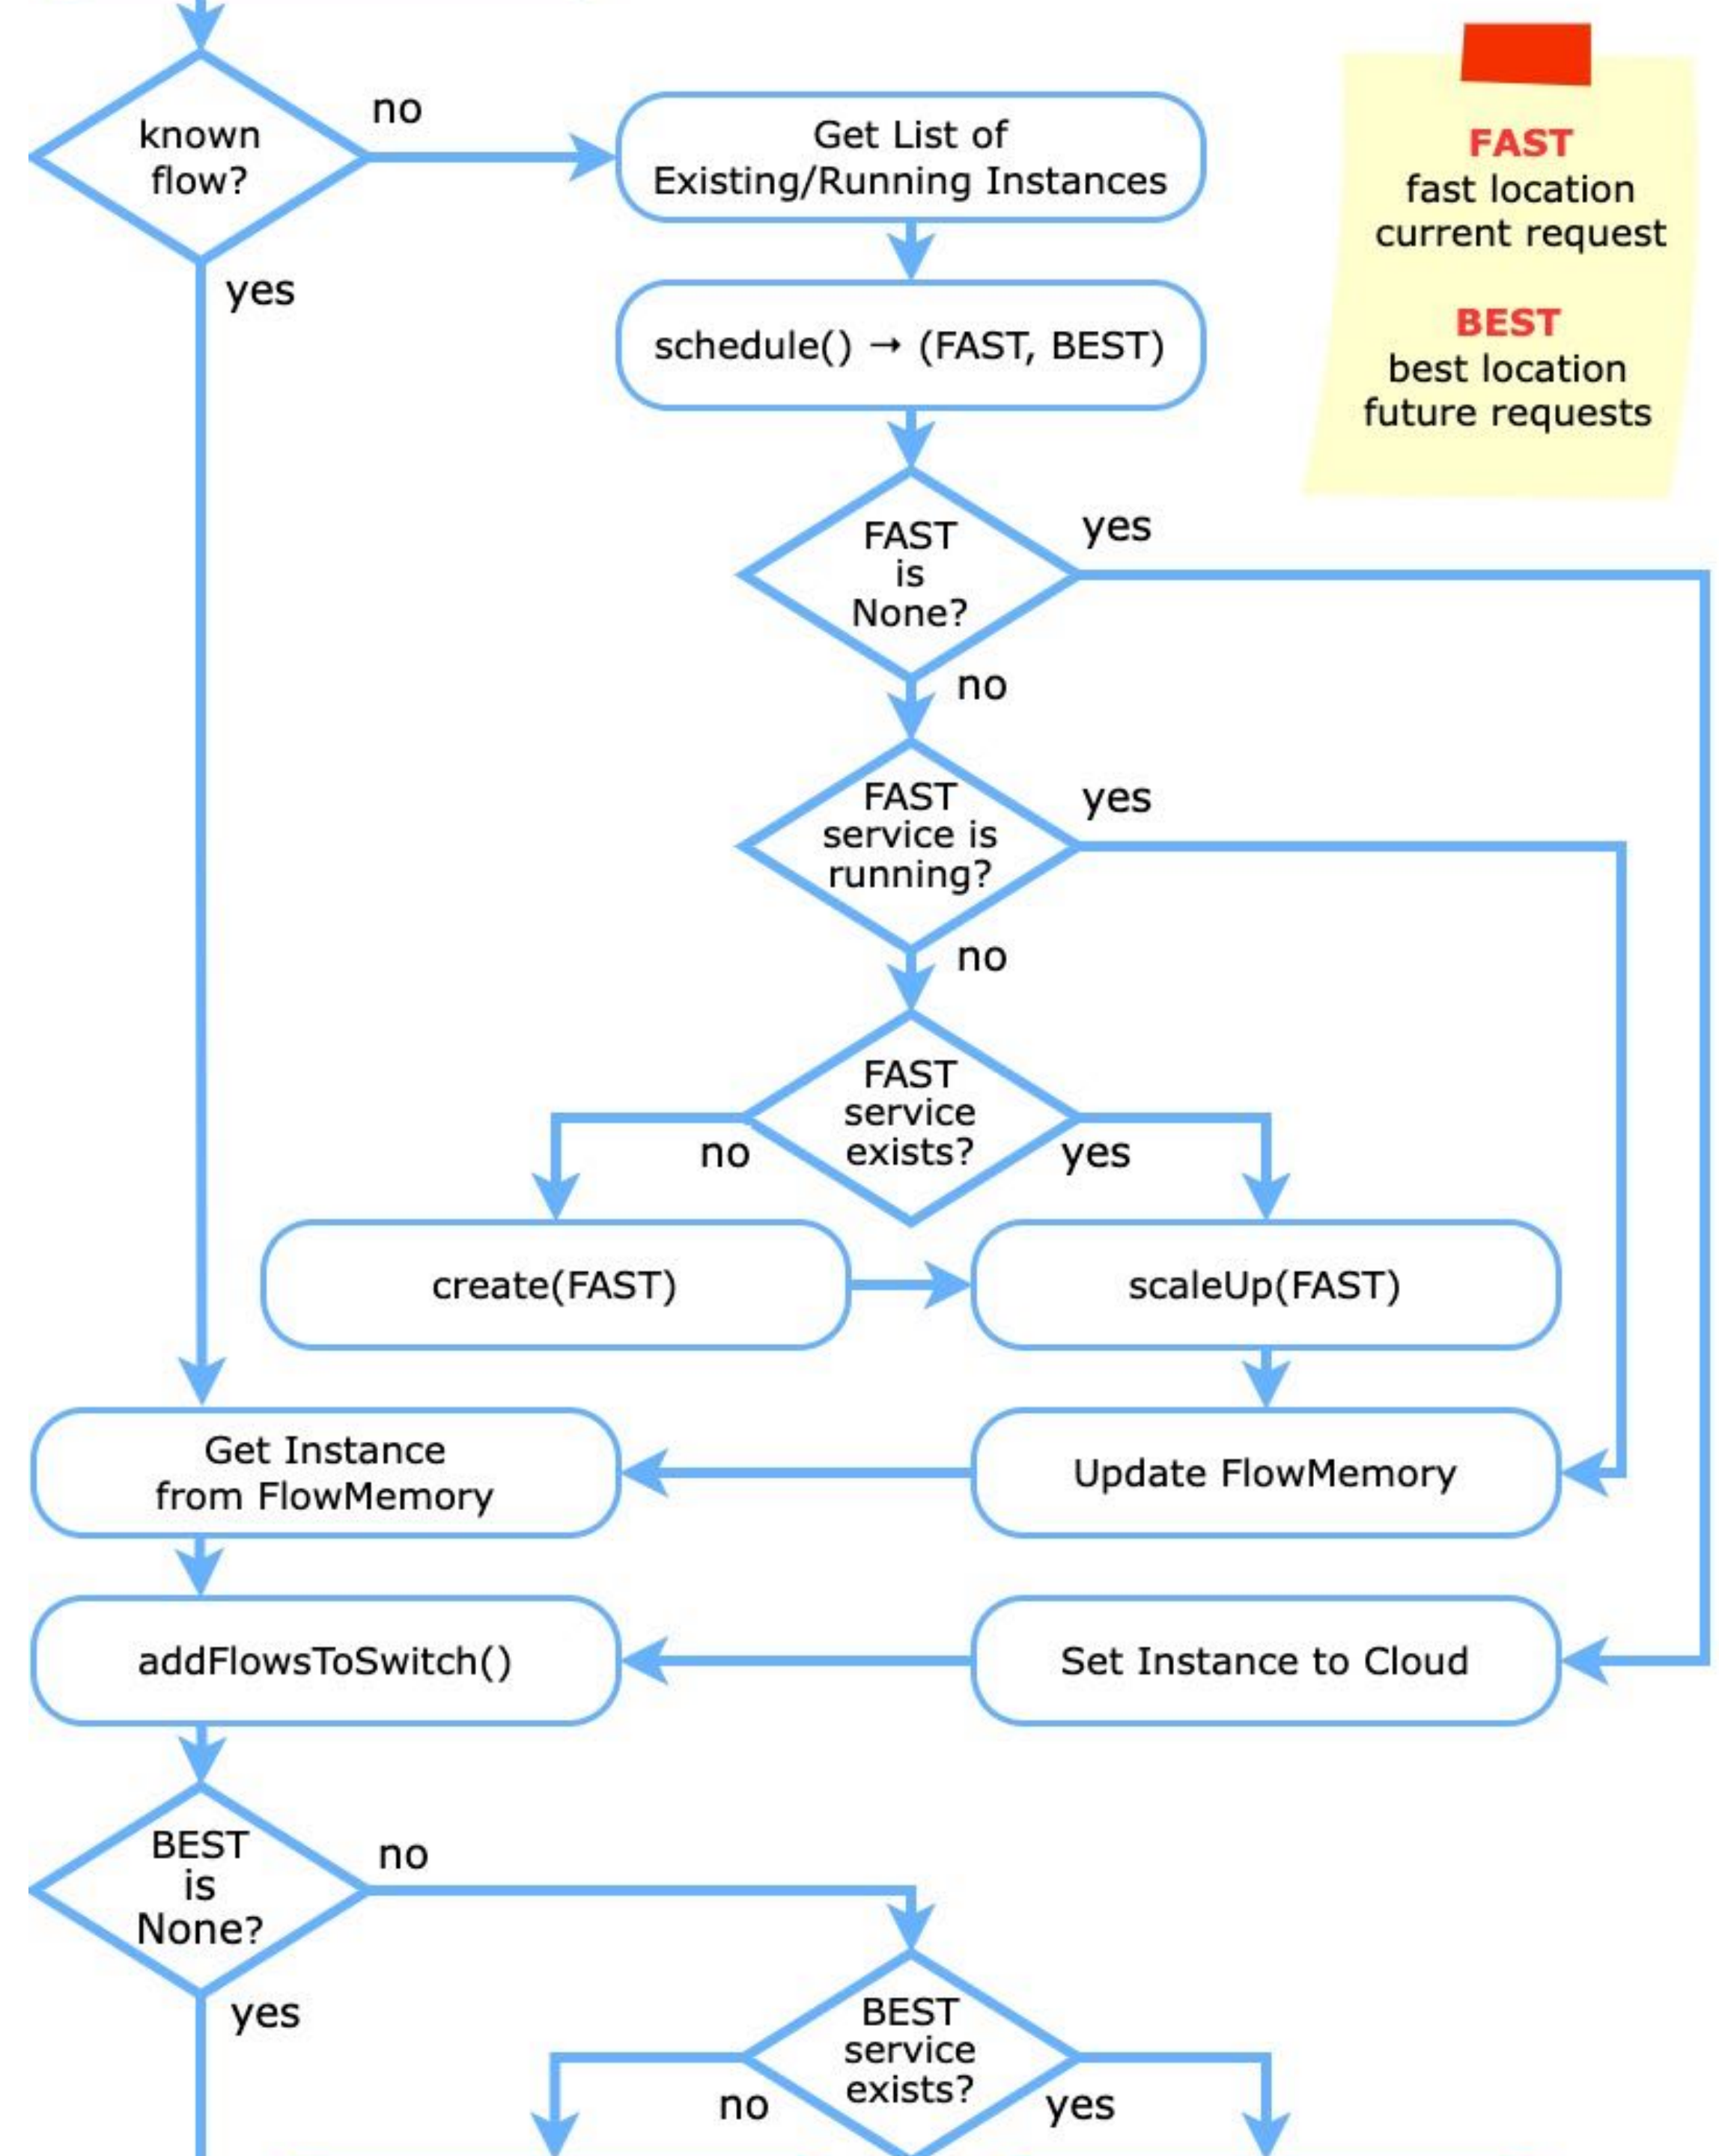 known
flow?
no
yes
Get List of
Existing/Running Instances
FAST
fast location
current request
BEST
best location
future requests
schedule() → (FAST, BEST)
FAST
is
None?
yes
no
FAST
service is
running?
yes
no
FAST
service
exists?
no
yes
create(FAST)
scaleUp(FAST)
Get Instance
from FlowMemory
Update FlowMemory
addFlowsToSwitch()
Set Instance to Cloud
BEST
is
None?
no
yes
BEST
service
exists?
no
yes